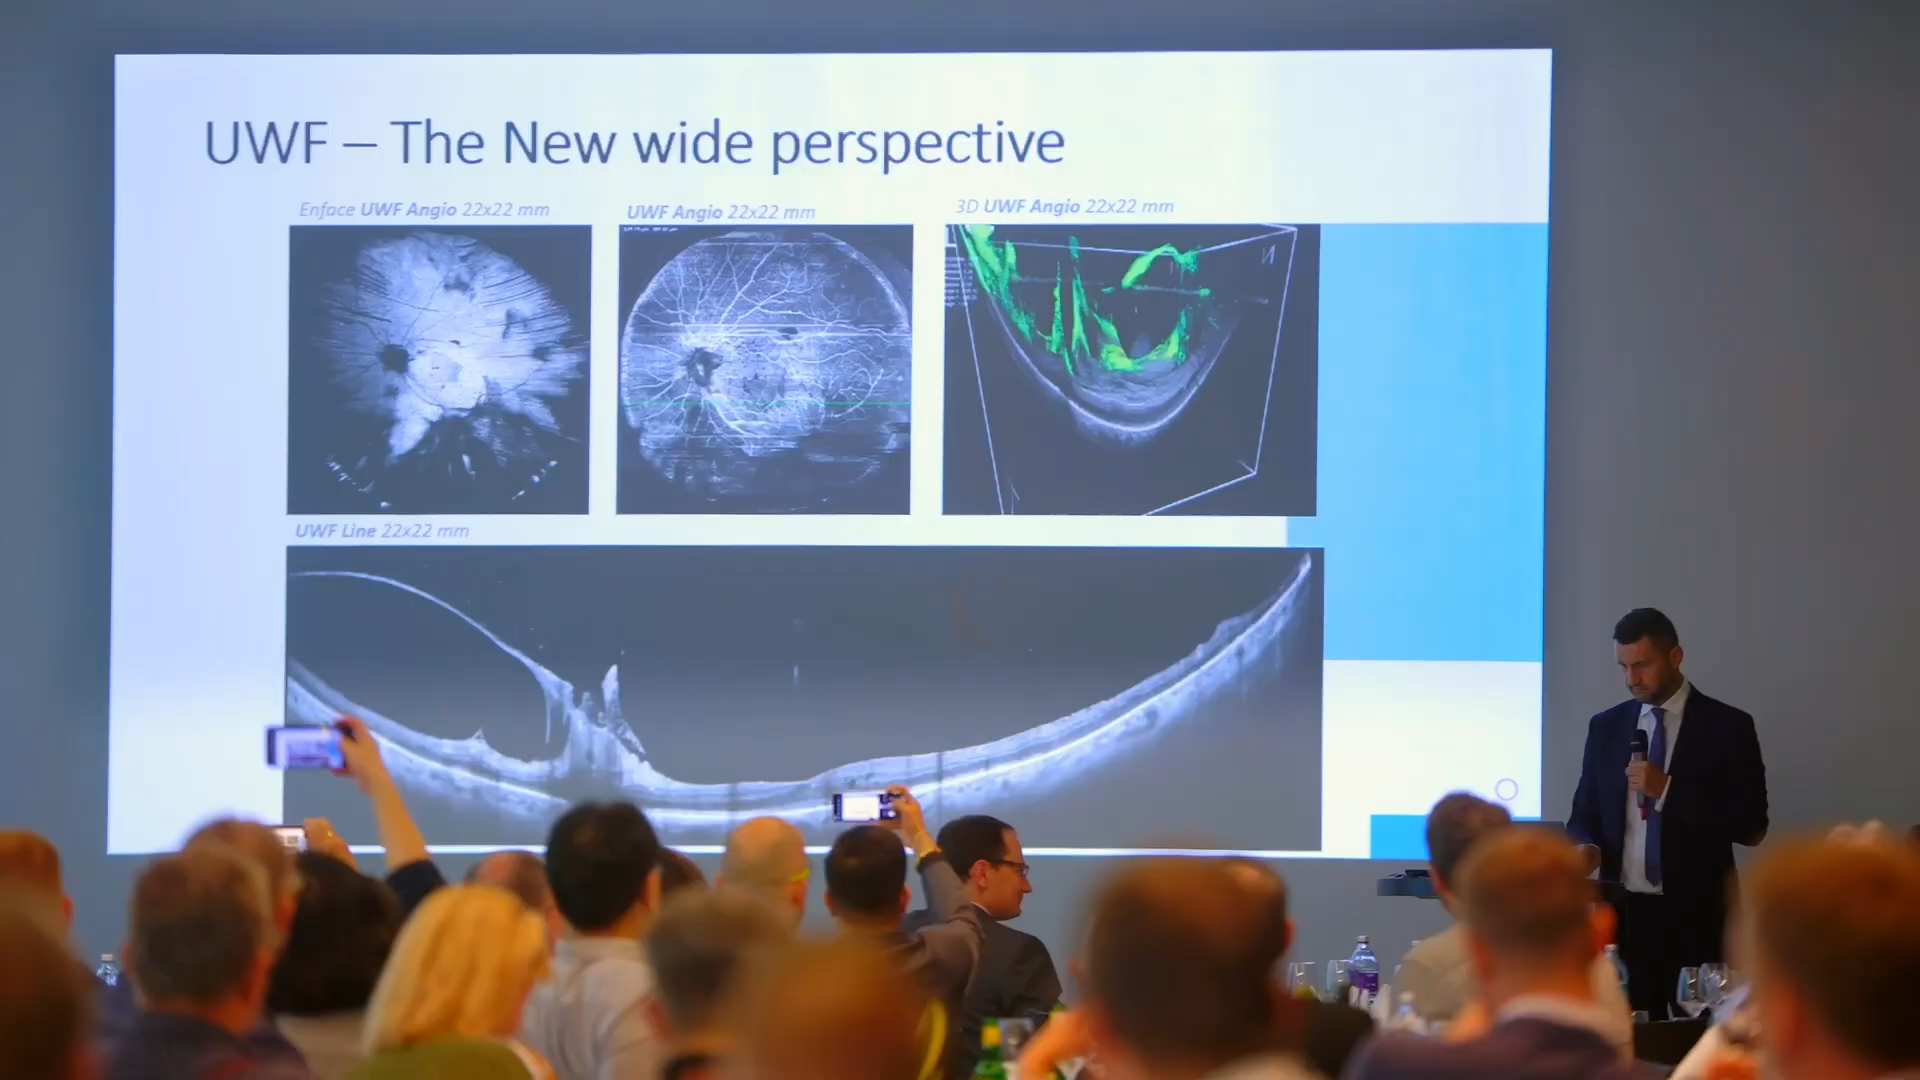 UWF – The New wide perspective
Enface UWF Angio 22x22 mm
UWF Angio 22x22 mm
3D UWF Angio 22x22 mm
UWF Line 22x22 mm